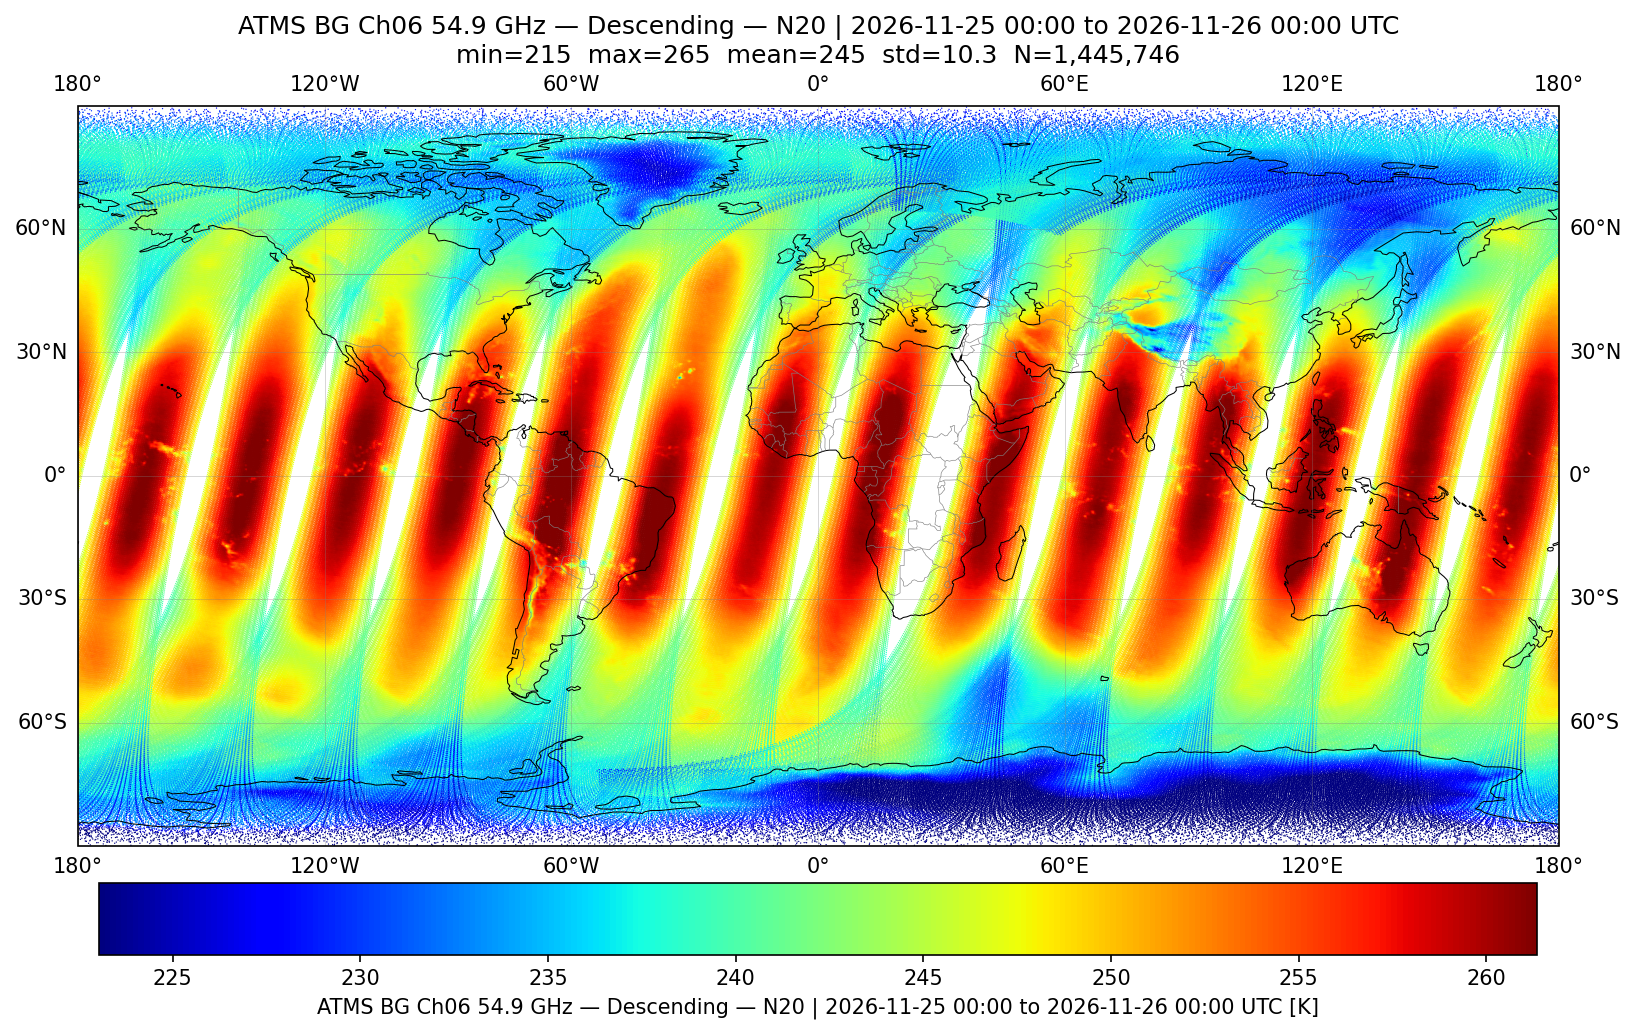 ATMS BG Ch06 54.9 GHz — Descending — N20 | 2026-11-25 00:00 to 2026-11-26 00:00 UTC
min=215 max=265 mean=245 std=10.3 N=1,445,746
180° 120°W 60°W 0° 60°E 120°E 180°
60°N 60°N
30°N 30°N
0° 0°
30°S 30°S
60°S 60°S
180° 120°W 60°W 0° 60°E 120°E 180°
225 230 235 240 245 250 255 260
ATMS BG Ch06 54.9 GHz — Descending — N20 | 2026-11-25 00:00 to 2026-11-26 00:00 UTC [K]